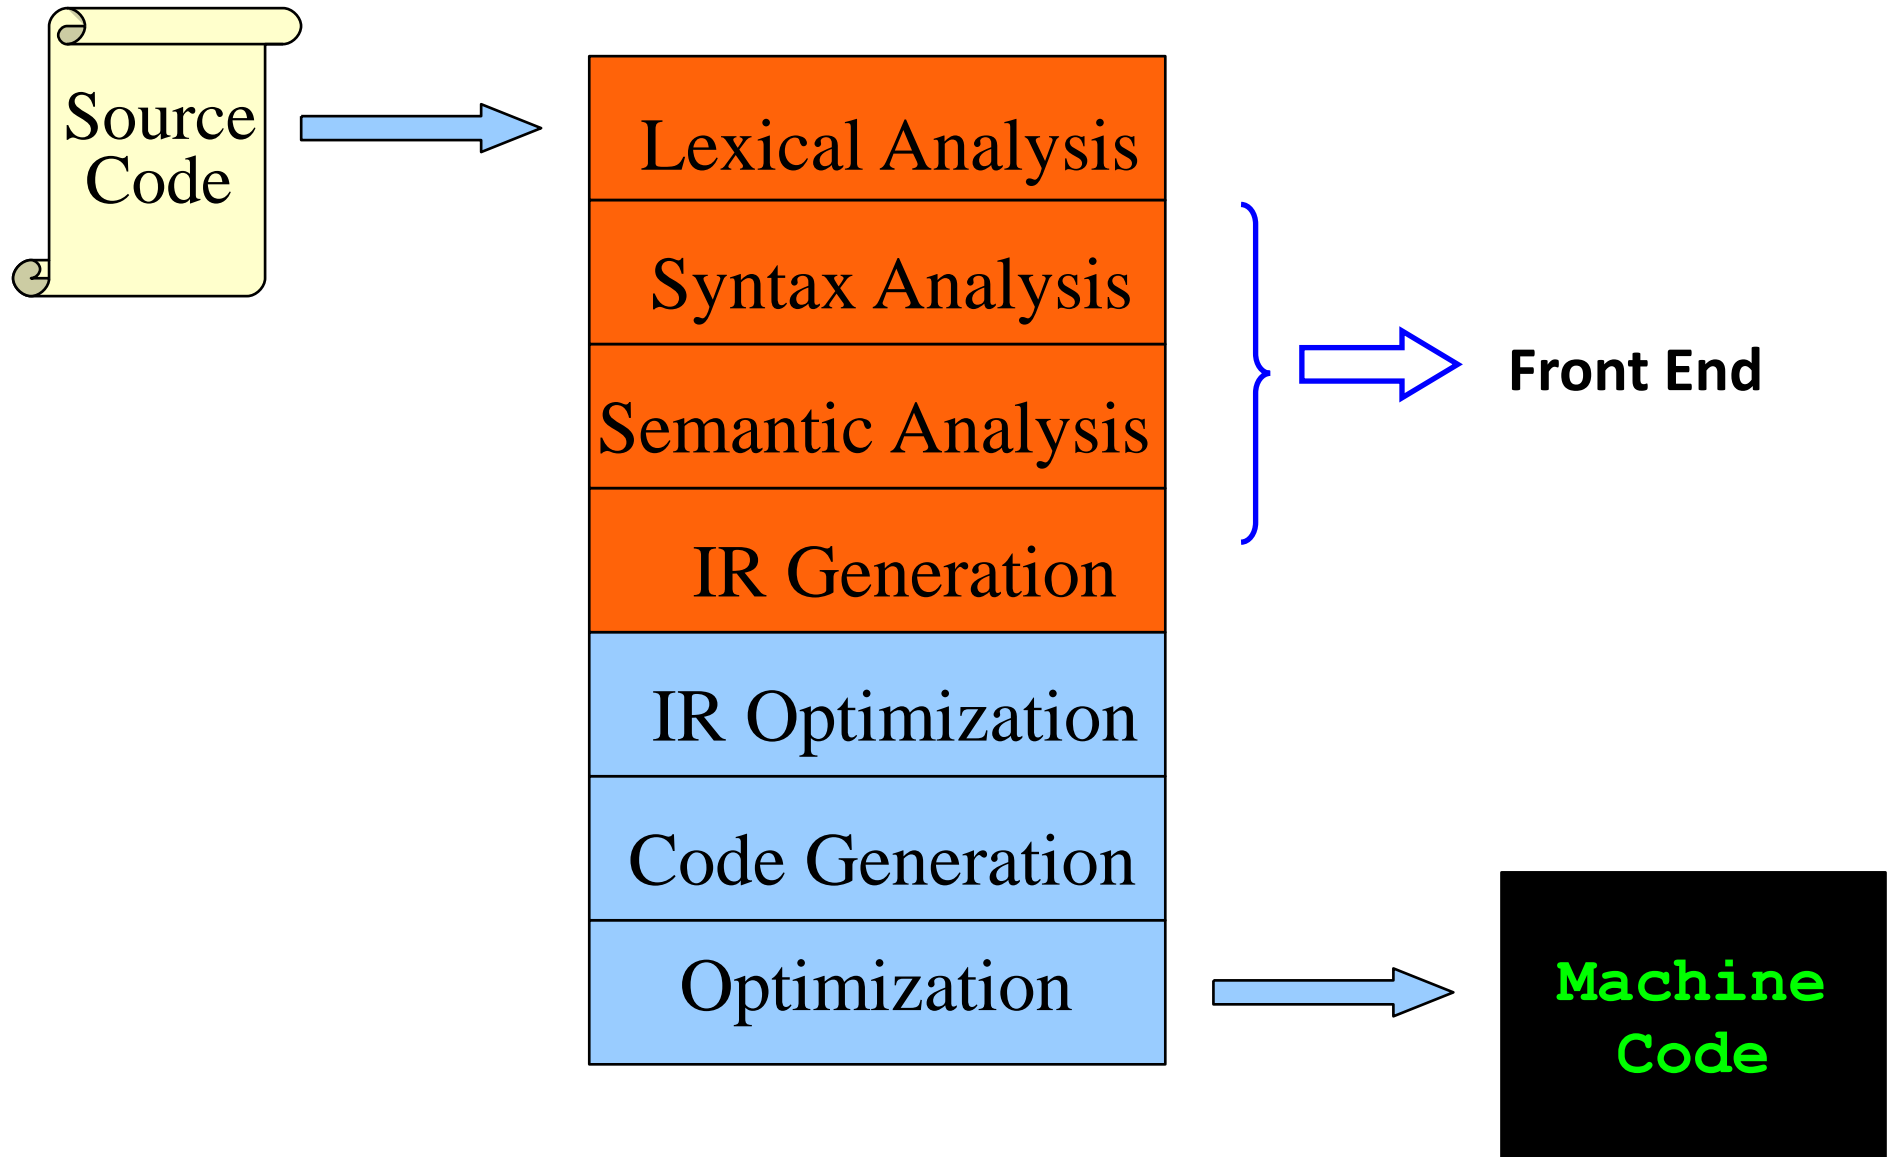 Source
Code
Lexical Analysis
Syntax Analysis
Semantic Analysis
IR Generation
IR Optimization
Code Generation
Optimization
Front End
Machine
Code